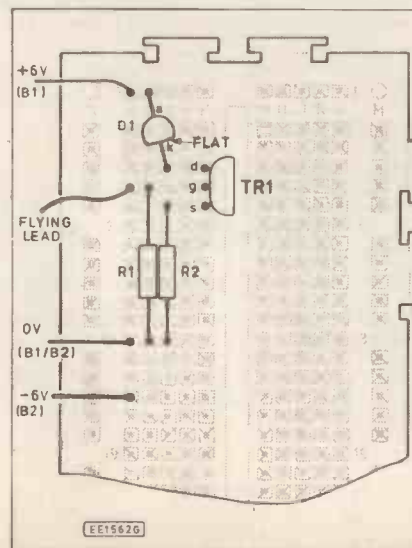 +6V
(B1)
a
D1
k
FLAT
d
g
s
TR1
FLYING
LEAD
R1
R2
0V
(B1/B2)
-6V
(B2)
EE1562G